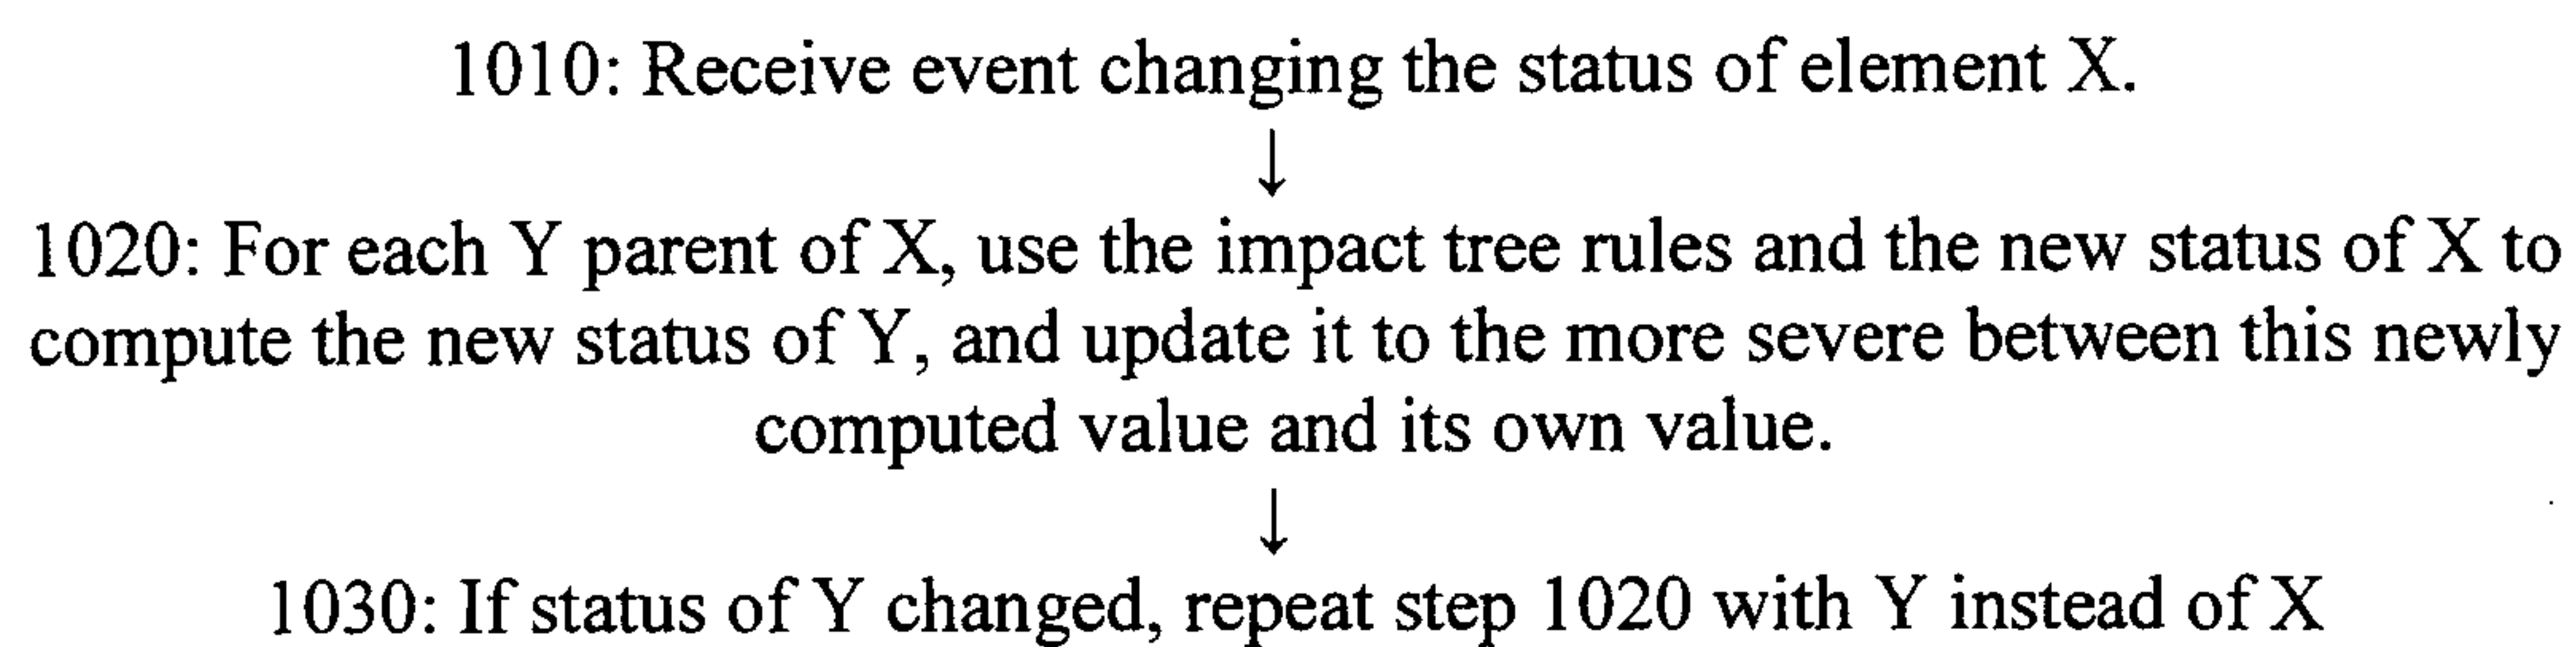 1010: Receive event changing the status of element X.
↓
1020: For each Y parent of X, use the impact tree rules and the new status of X to
compute the new status of Y, and update it to the more severe between this newly
computed value and its own value.
↓
1030: If status of Y changed, repeat step 1020 with Y instead of X